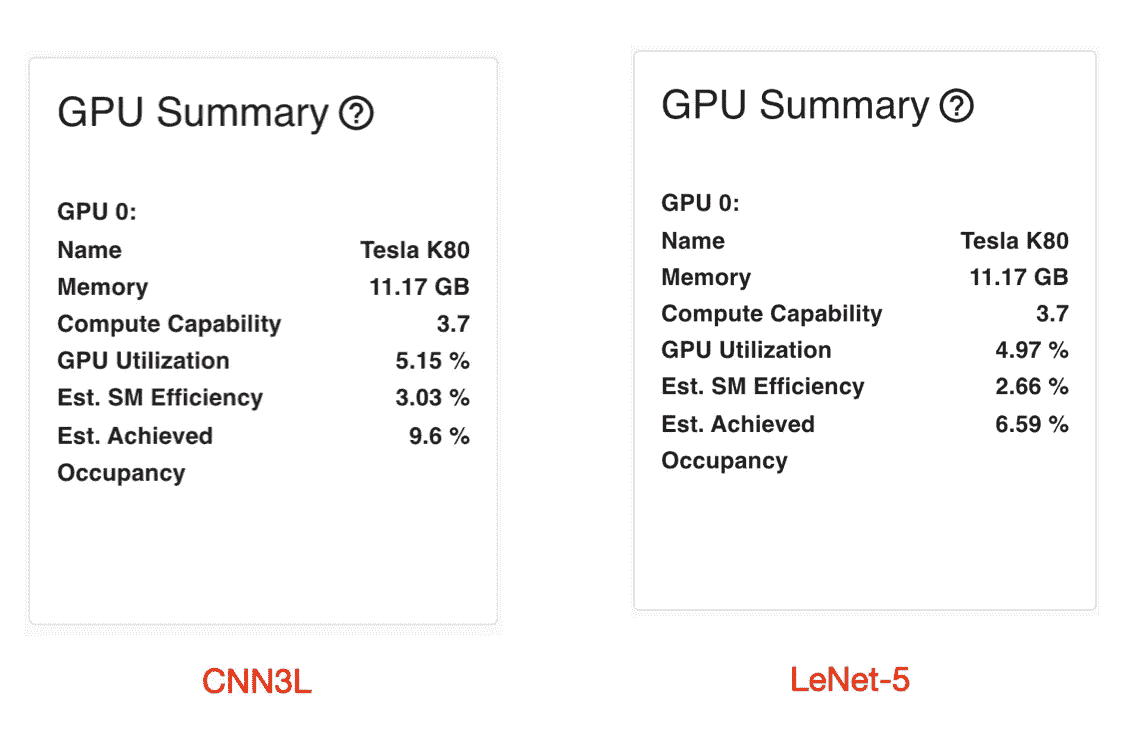 GPU Summary ?
GPU 0:
Name Tesla K80
Memory 11.17 GB
Compute Capability 3.7
GPU Utilization 5.15 %
Est. SM Efficiency 3.03 %
Est. Achieved 9.6 %
Occupancy
CNN3L
GPU Summary ?
GPU 0:
Name Tesla K80
Memory 11.17 GB
Compute Capability 3.7
GPU Utilization 4.97 %
Est. SM Efficiency 2.66 %
Est. Achieved 6.59 %
Occupancy
LeNet-5